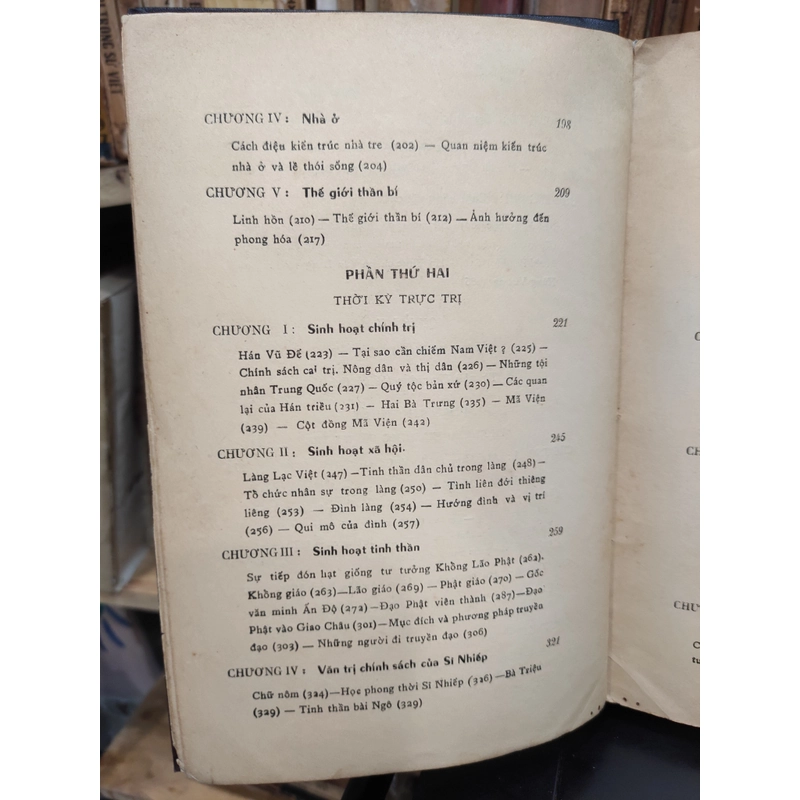 TRONG SỬ VIỆT
CHƯƠNG IV: Nhà ở 198
Cách điệu kiến trúc nhà tre (202) — Quan niệm kiến trúc
nhà ở và lẽ thói sống (204)
CHƯƠNG V: Thế giới thần bí 209
Linh hồn (210) — Thế giới thần bí (212) — Ảnh hưởng đến
phong hóa (217)
PHẦN THỨ HAI
THỜI KỲ TRỰC TRỊ
CHƯƠNG I: Sinh hoạt chính trị 221
Hán Vũ Đế (223) — Tại sao cần chiếm Nam Việt ? (225) —
Chính sách cai trị. Nông dân và thị dân (226) — Những tội
nhân Trung Quốc (227) — Quý tộc bản xứ (230) — Các quan
lại của Hán triều (231) — Hai Bà Trưng (235) — Mã Viện
(239) — Cột đồng Mã Viện (242)
CHƯƠNG II: Sinh hoạt xã hội. 245
Làng Lạc Việt (247) —Tinh thần dân chủ trong làng (248)—
Tổ chức nhân sự trong làng (250) — Tình liên đới thiêng
liêng (253) — Đình làng (254) — Hướng đình và vị trí
(256) — Qui mô của đình (257)
CHƯƠNG III: Sinh hoạt tinh thần 259
Sự tiếp đón hạt giống tư tưởng Khổng Lão Phật (262).
Khổng giáo (263)—Lão giáo (269) — Phật giáo (270) — Gốc
văn minh Ấn Độ (272)—Đạo Phật viên thành (287)—Đạo
Phật vào Giao Châu (301)—Mục đích và phương pháp truyền
đạo (303) — Những người đi truyền đạo (306)
CHƯƠNG IV: Văn trị chính sách của Sĩ Nhiếp 321
Chữ nôm (324)—Học phong thời Sĩ Nhiếp (326)—Bà Triệu
(329) — Tinh thần bài Ngô (329)
C
CH
CHƯ
C
tu